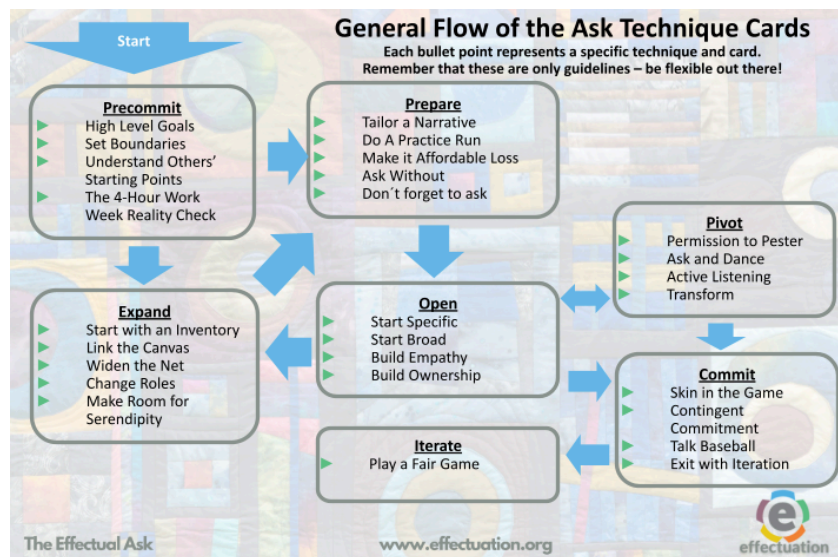 Start
General Flow of the Ask Technique Cards
Each bullet point represents a specific technique and card.
Remember that these are only guidelines – be flexible out there!
Precommit
High Level Goals
Set Boundaries
Understand Others’
Starting Points
The 4-Hour Work
Week Reality Check
Prepare
Tailor a Narrative
Do A Practice Run
Make it Affordable Loss
Ask Without
Don´t forget to ask
Pivot
Permission to Pester
Ask and Dance
Active Listening
Transform
Expand
Start with an Inventory
Link the Canvas
Widen the Net
Change Roles
Make Room for
Serendipity
Open
Start Specific
Start Broad
Build Empathy
Build Ownership
Commit
Skin in the Game
Contingent
Commitment
Talk Baseball
Exit with Iteration
Iterate
Play a Fair Game
The Effectual Ask
www.effectuation.org
e
effectuation